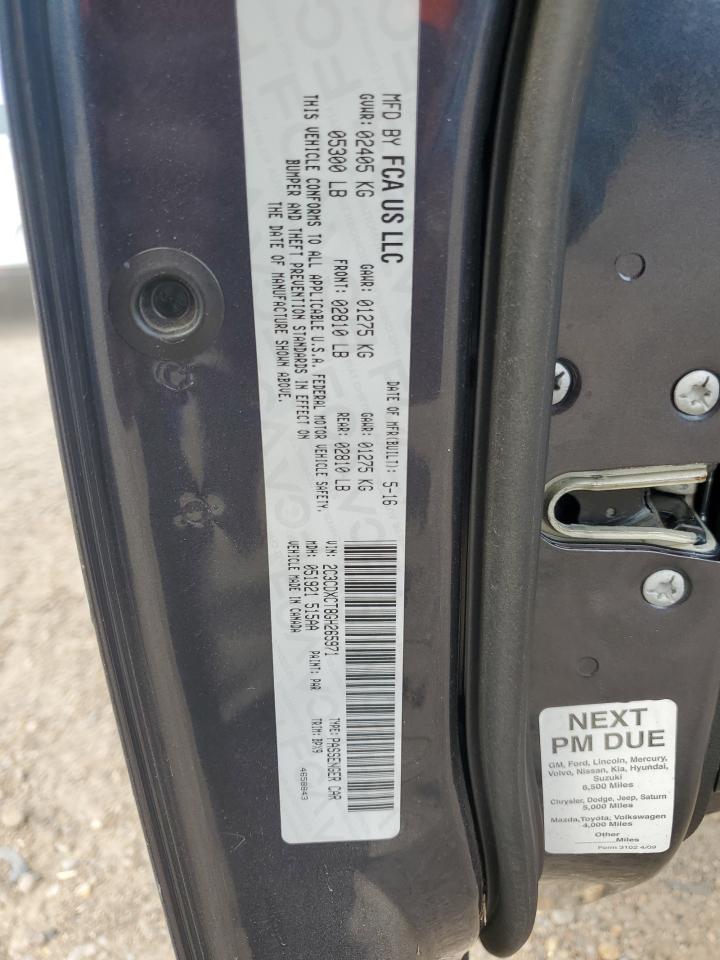 MFD BY FCA US LLC
DATE OF MFR(BUILT): 5-16
GVWR: 02405 KG
GAWR: 01275 KG
GAWR: 01275 KG
05300 LB
FRONT: 02810 LB
REAR: 02810 LB
THIS VEHICLE CONFORMS TO ALL APPLICABLE U.S.A. FEDERAL MOTOR VEHICLE SAFETY,
BUMPER AND THEFT PREVENTION STANDARDS IN EFFECT ON
THE DATE OF MANUFACTURE SHOWN ABOVE.
VIN: 2C3CDXCT8GH265971
TYPE: PASSENGER CAR
MDH: 051921 515AA
PAINT: PAR
TRIM: BPX9
VEHICLE MADE IN CANADA
4658843
NEXT
PM DUE
GM, Ford, Lincoln, Mercury,
Volvo, Nissan, Kia, Hyundai,
Suzuki
6,500 Miles
Chrysler, Dodge, Jeep, Saturn
5,000 Miles
Mazda,Toyota, Volkswagen
4,000 Miles
Other
Miles
Form 3102 4/09